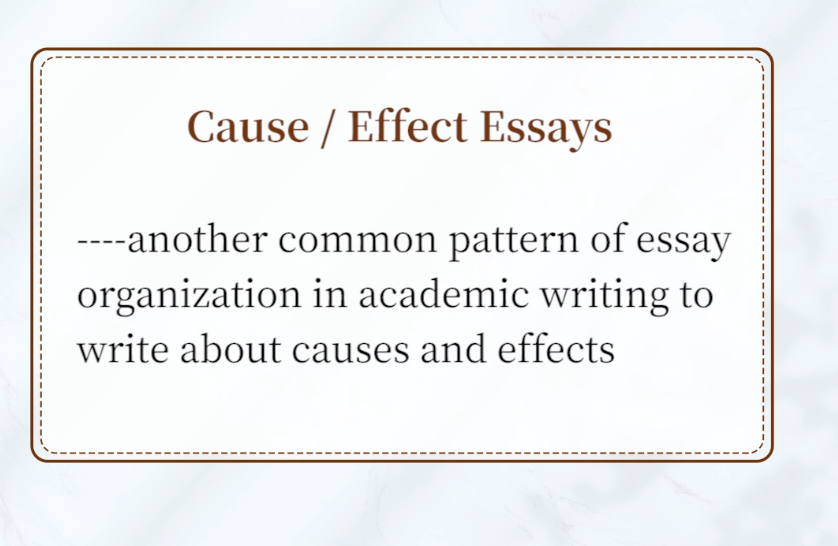 Cause / Effect Essays
----another common pattern of essay
organization in academic writing to
write about causes and effects